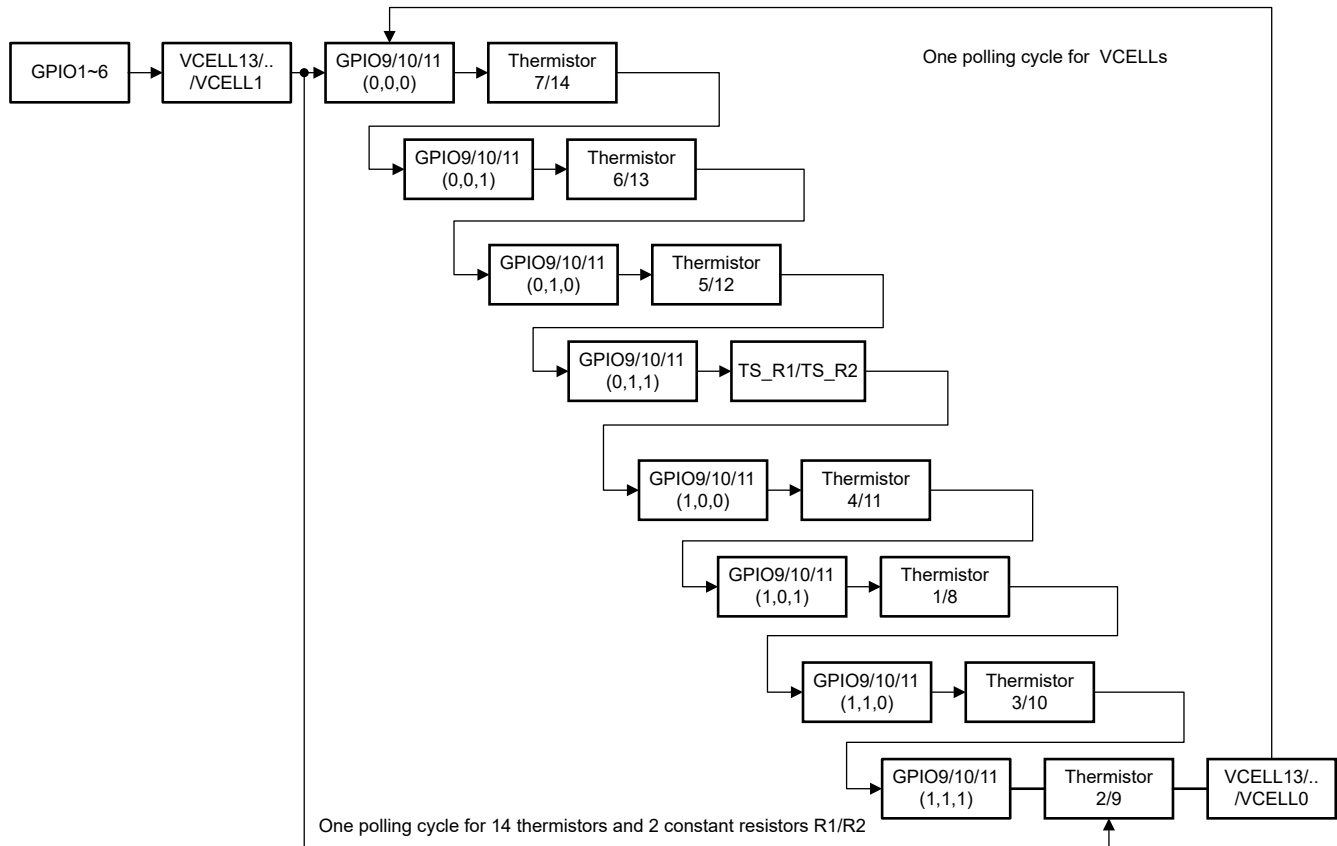 One polling cycle for  VCELLs
GPIO1~6
VCELL13/..
/VCELL1
GPIO9/10/11
(0,0,0)
Thermistor
7/14
GPIO9/10/11
(0,0,1)
Thermistor
6/13
GPIO9/10/11
(0,1,0)
Thermistor
5/12
GPIO9/10/11
(0,1,1)
TS_R1/TS_R2
GPIO9/10/11
(1,0,0)
Thermistor
4/11
GPIO9/10/11
(1,0,1)
Thermistor
1/8
GPIO9/10/11
(1,1,0)
Thermistor
3/10
GPIO9/10/11
(1,1,1)
Thermistor
2/9
VCELL13/..
/VCELL0
One polling cycle for 14 thermistors and 2 constant resistors R1/R2